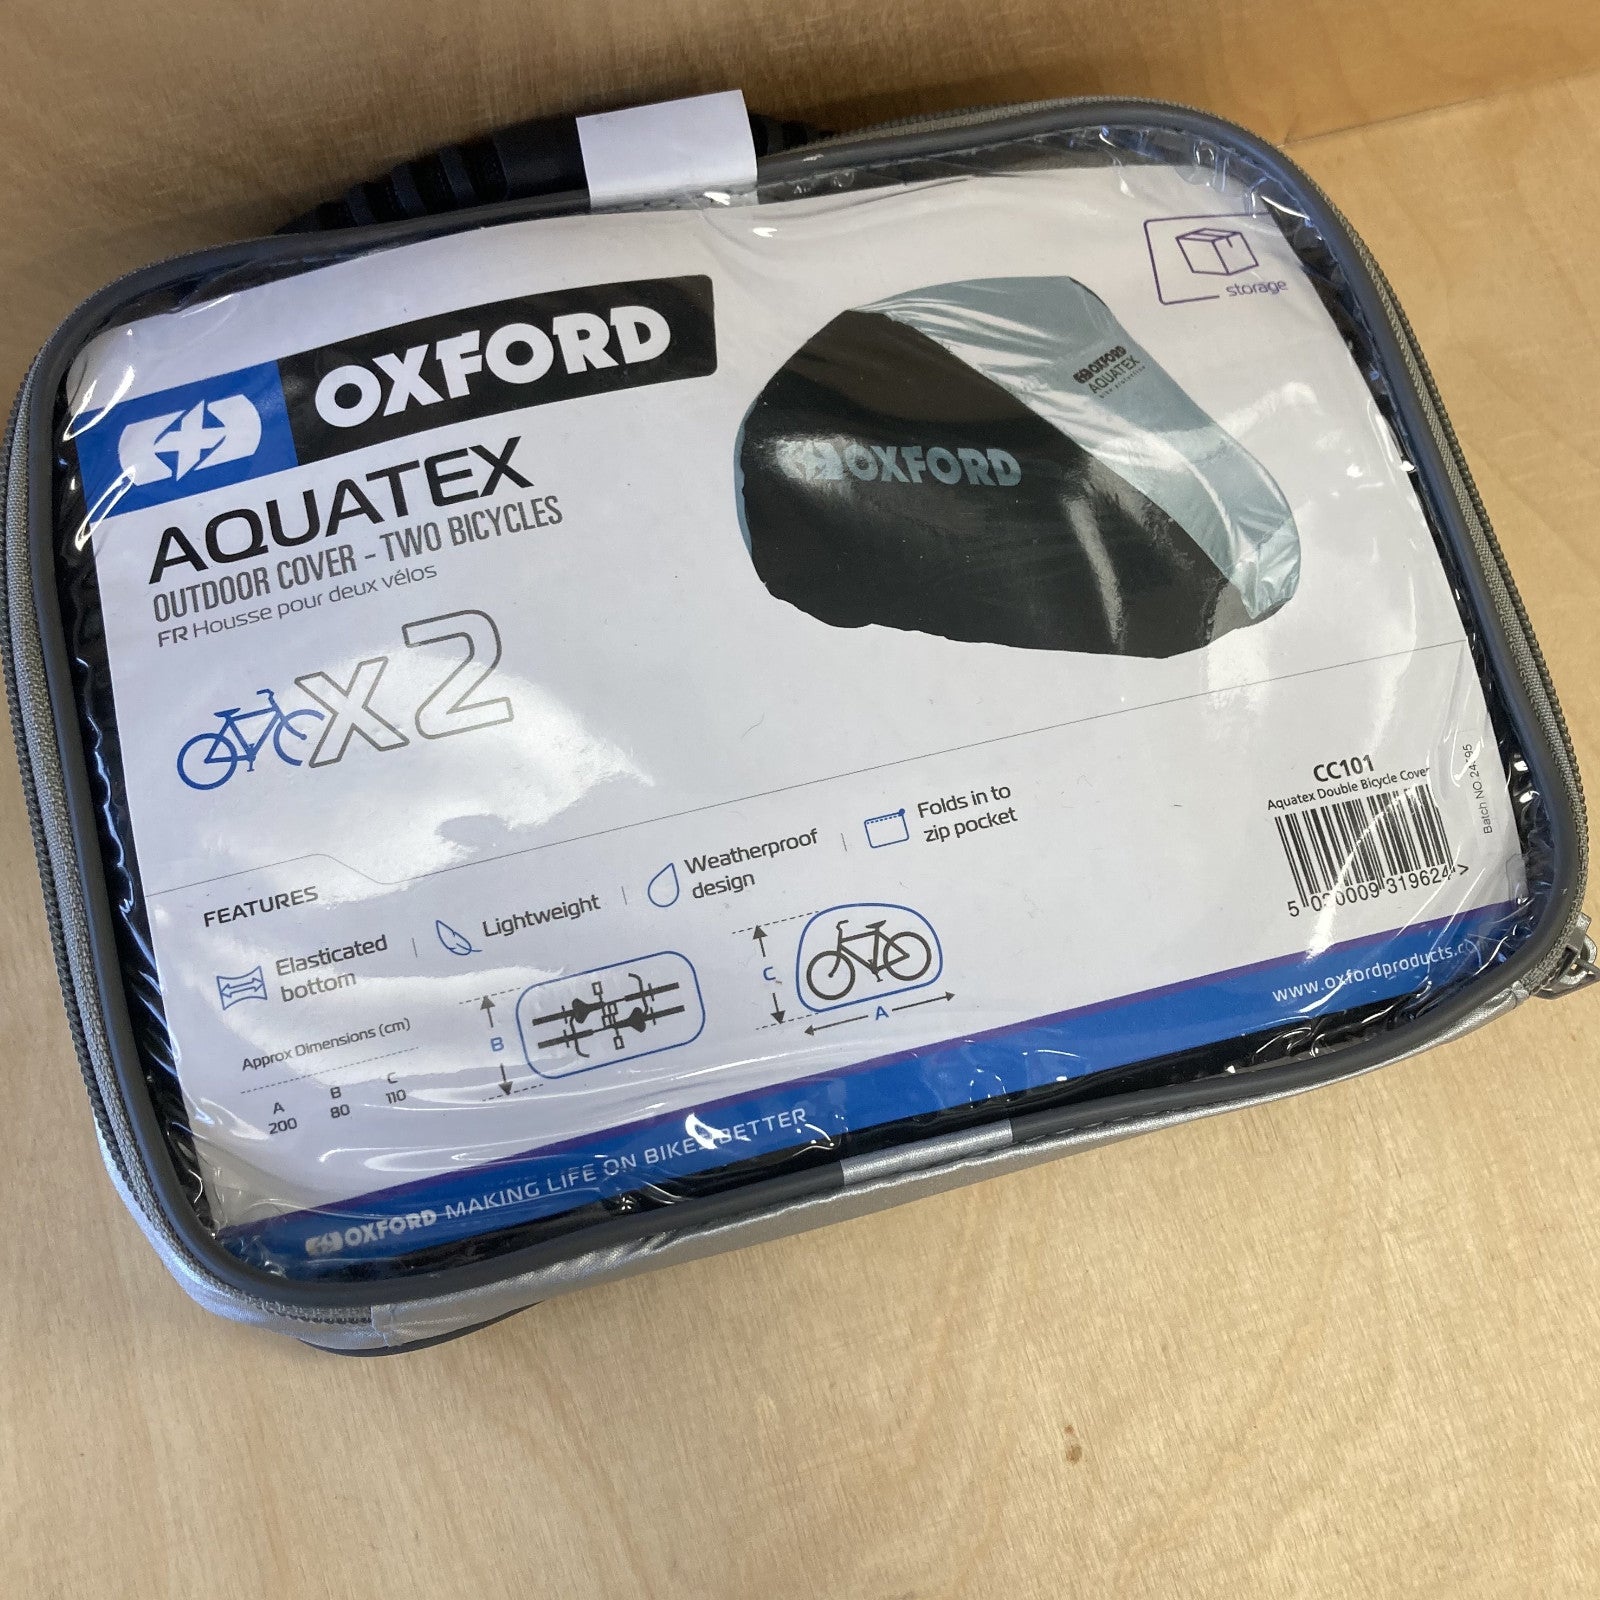 OXFORD
AQUATEX
OUTDOOR COVER - TWO BICYCLES
FR Housse pour deux vélos
x2
storage
OXFORD
OXFORD
AQUATEX
CC101
Aquatex Double Bicycle Cover
Batch NO.
FEATURES
Elasticated
bottom
Lightweight
Weatherproof
design
Folds in to
zip pocket
Approx Dimensions (cm)
A B C
200 80 110
B
C
A
www.oxfordproducts.
OXFORD MAKING LIFE ON BIKES BETTER